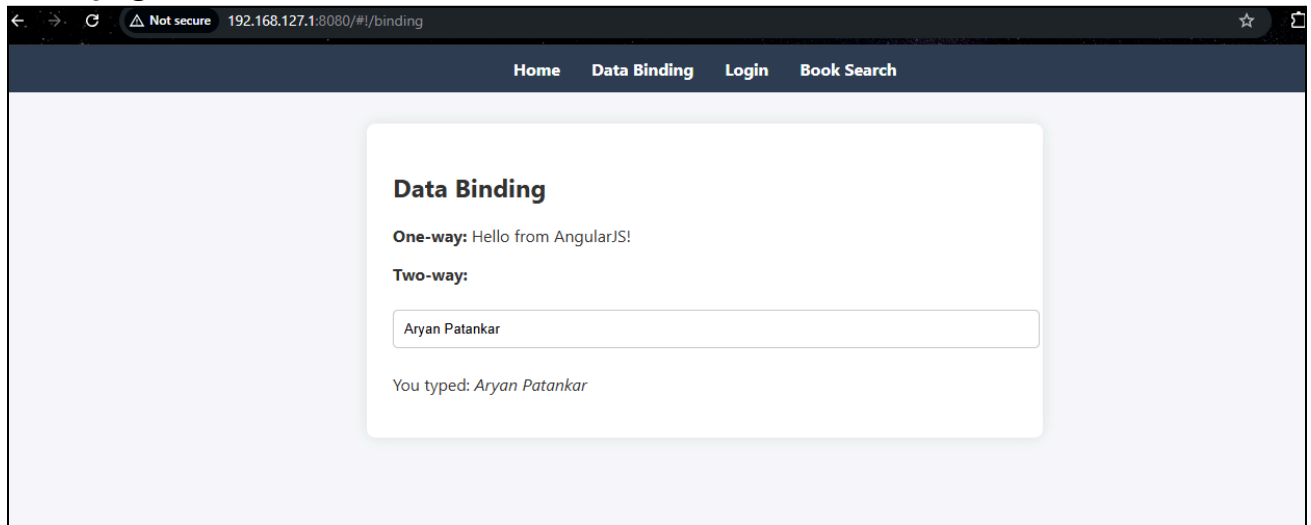 Not secure 192.168.127.1:8080/#!/binding
Home Data Binding Login Book Search
Data Binding
One-way: Hello from AngularJS!
Two-way:
Aryan Patankar
You typed: Aryan Patankar